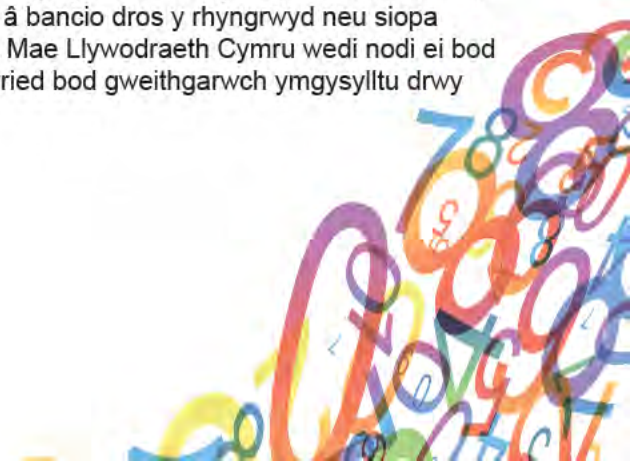 â bancio dros y rhyngrwyd neu siopa
Mae Llywodraeth Cymru wedi nodi ei bod
ried bod gweithgarwch ymgysylltu drwy